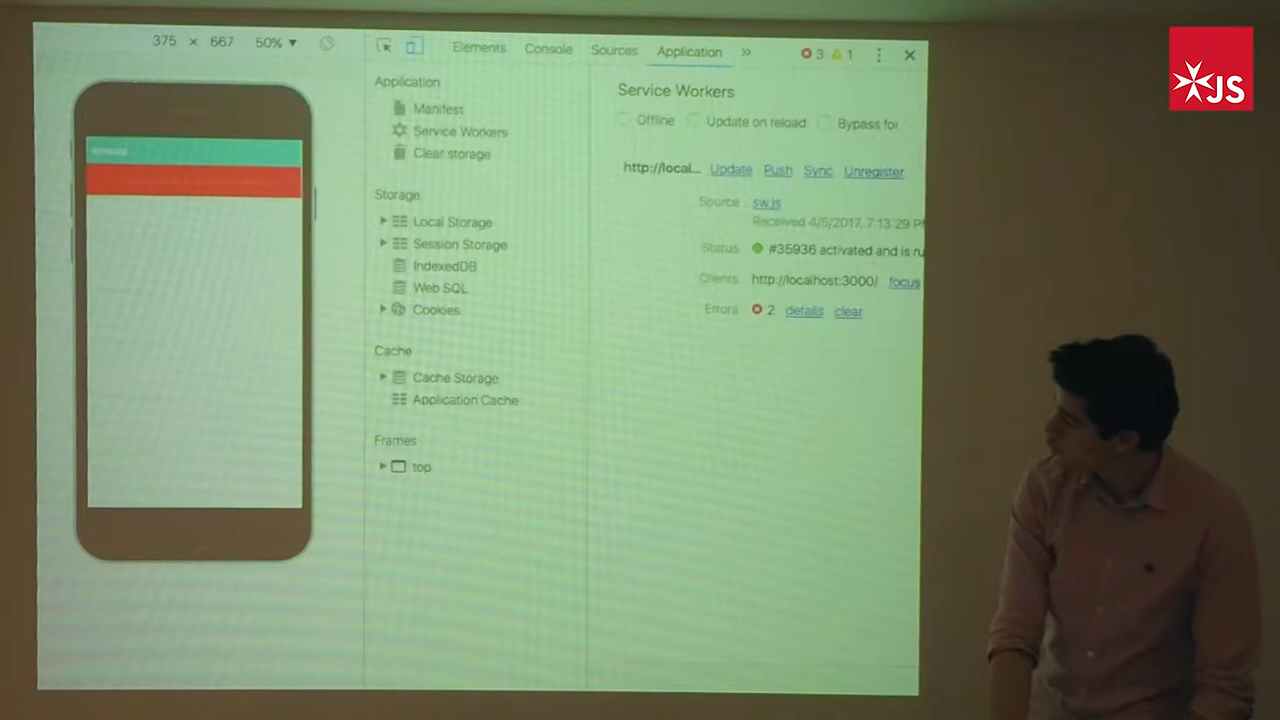 375 × 667 50% ▼
Elements Console Sources Application » 3 1
Application
Manifest
Service Workers
Clear storage
Storage
Local Storage
Session Storage
IndexedDB
Web SQL
Cookies
Cache
Cache Storage
Application Cache
Frames
top
Service Workers
Offline Update on reload Bypass for
http://local... Update Push Sync Unregister
Source sw.js
Received 4/5/2017, 7:13:29 P
Status #35936 activated and is ru
Clients http://localhost:3000/ focus
Errors 2 details clear
JS